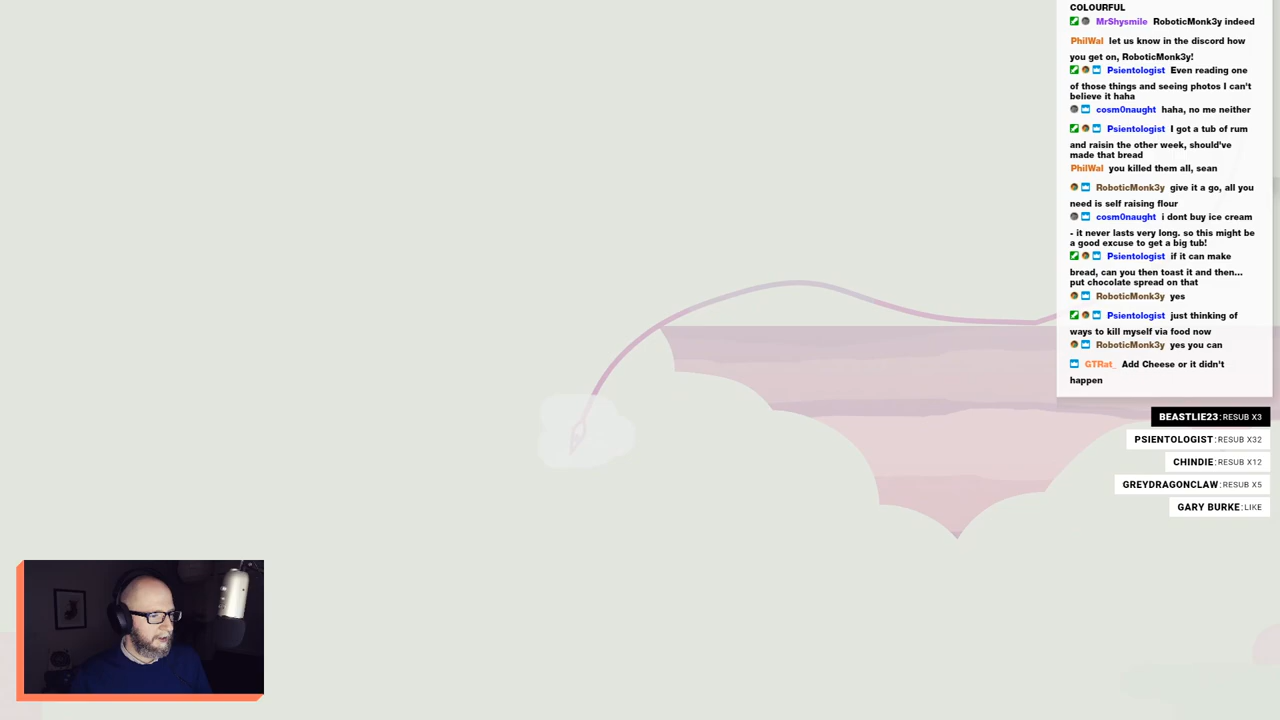 COLOURFUL
MrShysmile RoboticMonk3y indeed
PhilWal let us know in the discord how
you get on, RoboticMonk3y!
Psientologist Even reading one
of those things and seeing photos I can't
believe it haha
cosm0naught haha, no me neither
Psientologist I got a tub of rum
and raisin the other week, should've
made that bread
PhilWal you killed them all, sean
RoboticMonk3y give it a go, all you
need is self raising flour
cosm0naught i dont buy ice cream
- it never lasts very long. so this might be
a good excuse to get a big tub!
Psientologist if it can make
bread, can you then toast it and then...
put chocolate spread on that
RoboticMonk3y yes
Psientologist just thinking of
ways to kill myself via food now
RoboticMonk3y yes you can
GTRat_ Add Cheese or it didn't
happen
BEASTLIE23: RESUB X3
PSIENTOLOGIST: RESUB X32
CHINDIE: RESUB X12
GREYDRAGONCLAW: RESUB X5
GARY BURKE: LIKE